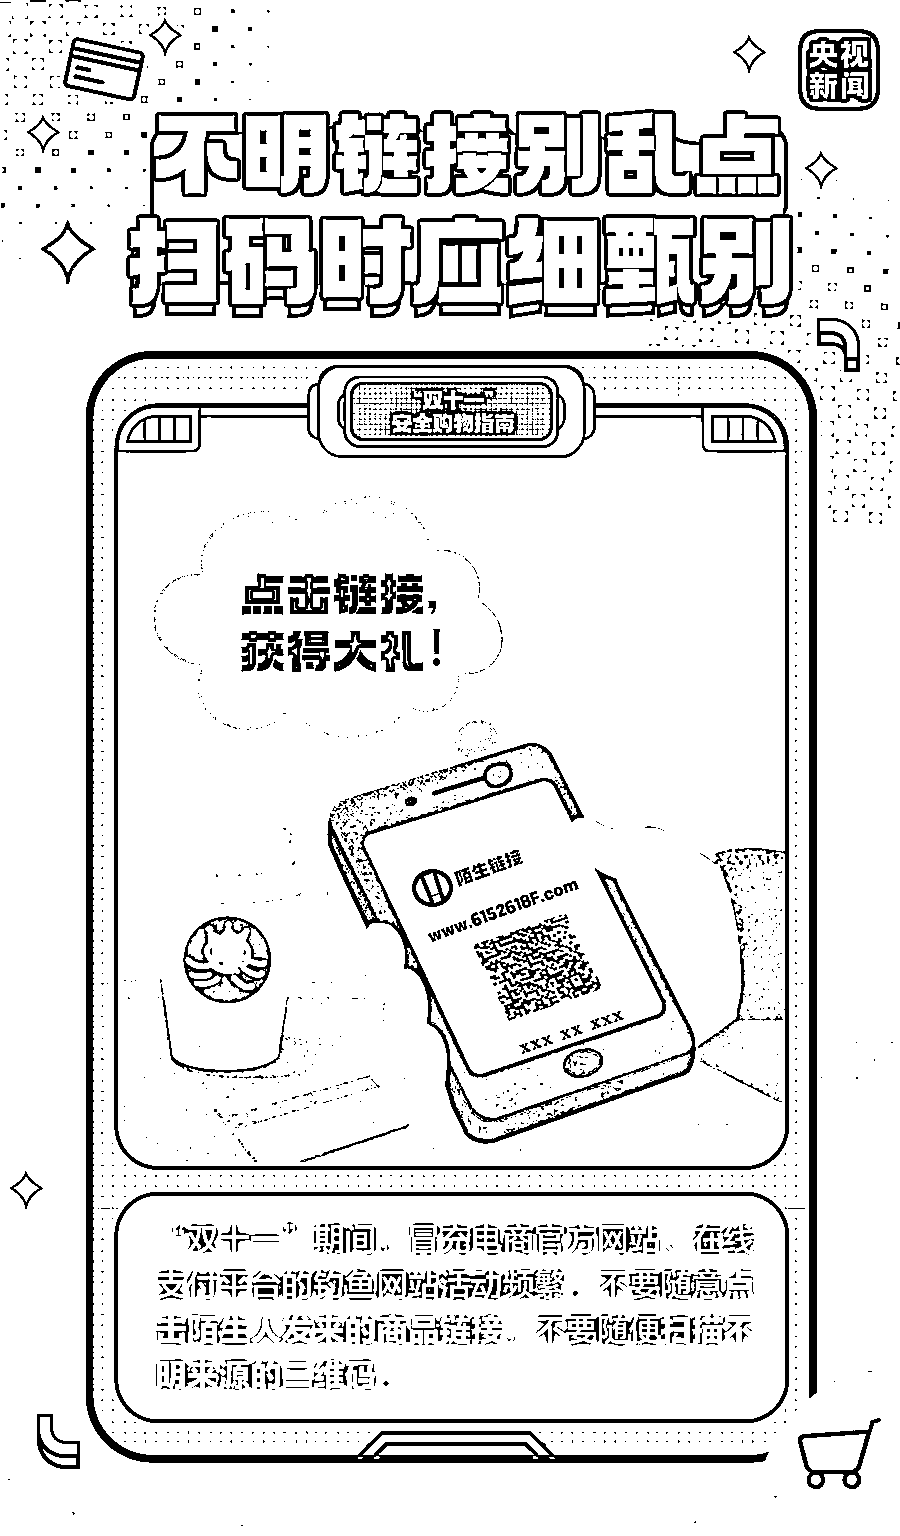 央视
新闻
不明链接别乱点
扫码时应细甄别
“双十一”
安全购物指南
点击链接，
获得大礼！
陌生链接
www.6152618F.com
XXX XX XXX
“双十一”期间，冒充电商官方网站、在线
支付平台的钓鱼网站活动频繁。不要随意点
击陌生人发来的商品链接，不要随便扫描不
明来源的二维码。